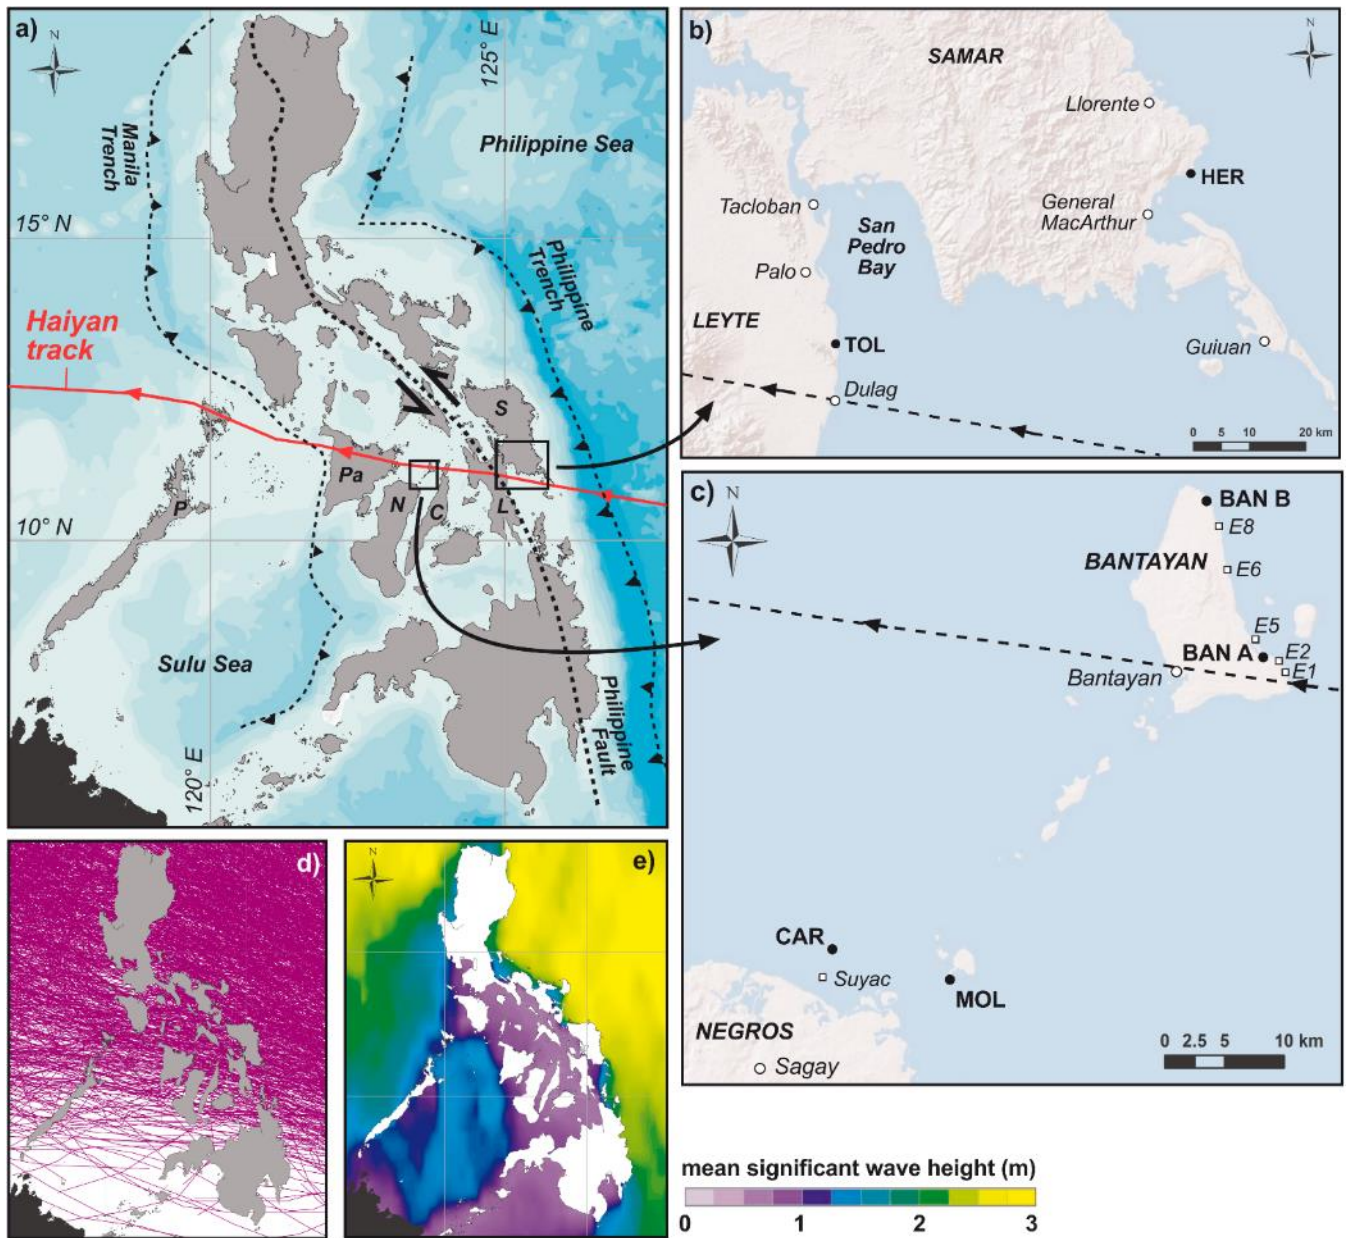 a)
N
125° E
Manila
Trench
Philippine Sea
15° N
Philippine
Trench
Haiyan
track
S
Pa
N
C
L
P
10° N
Sulu Sea
120° E
Philippine
Fault
b)
N
SAMAR
Llorente
HER
General
MacArthur
Tacloban
San
Pedro
Bay
Palo
LEYTE
TOL
Guiuan
Dulag
0 5 10 20 km
c)
N
BAN B
E8
BANTAYAN
E6
E5
BAN A
E2
E1
Bantayan
CAR
Suyac
MOL
NEGROS
Sagay
0 2.5 5 10 km
d)
e)
N
mean significant wave height (m)
0 1 2 3